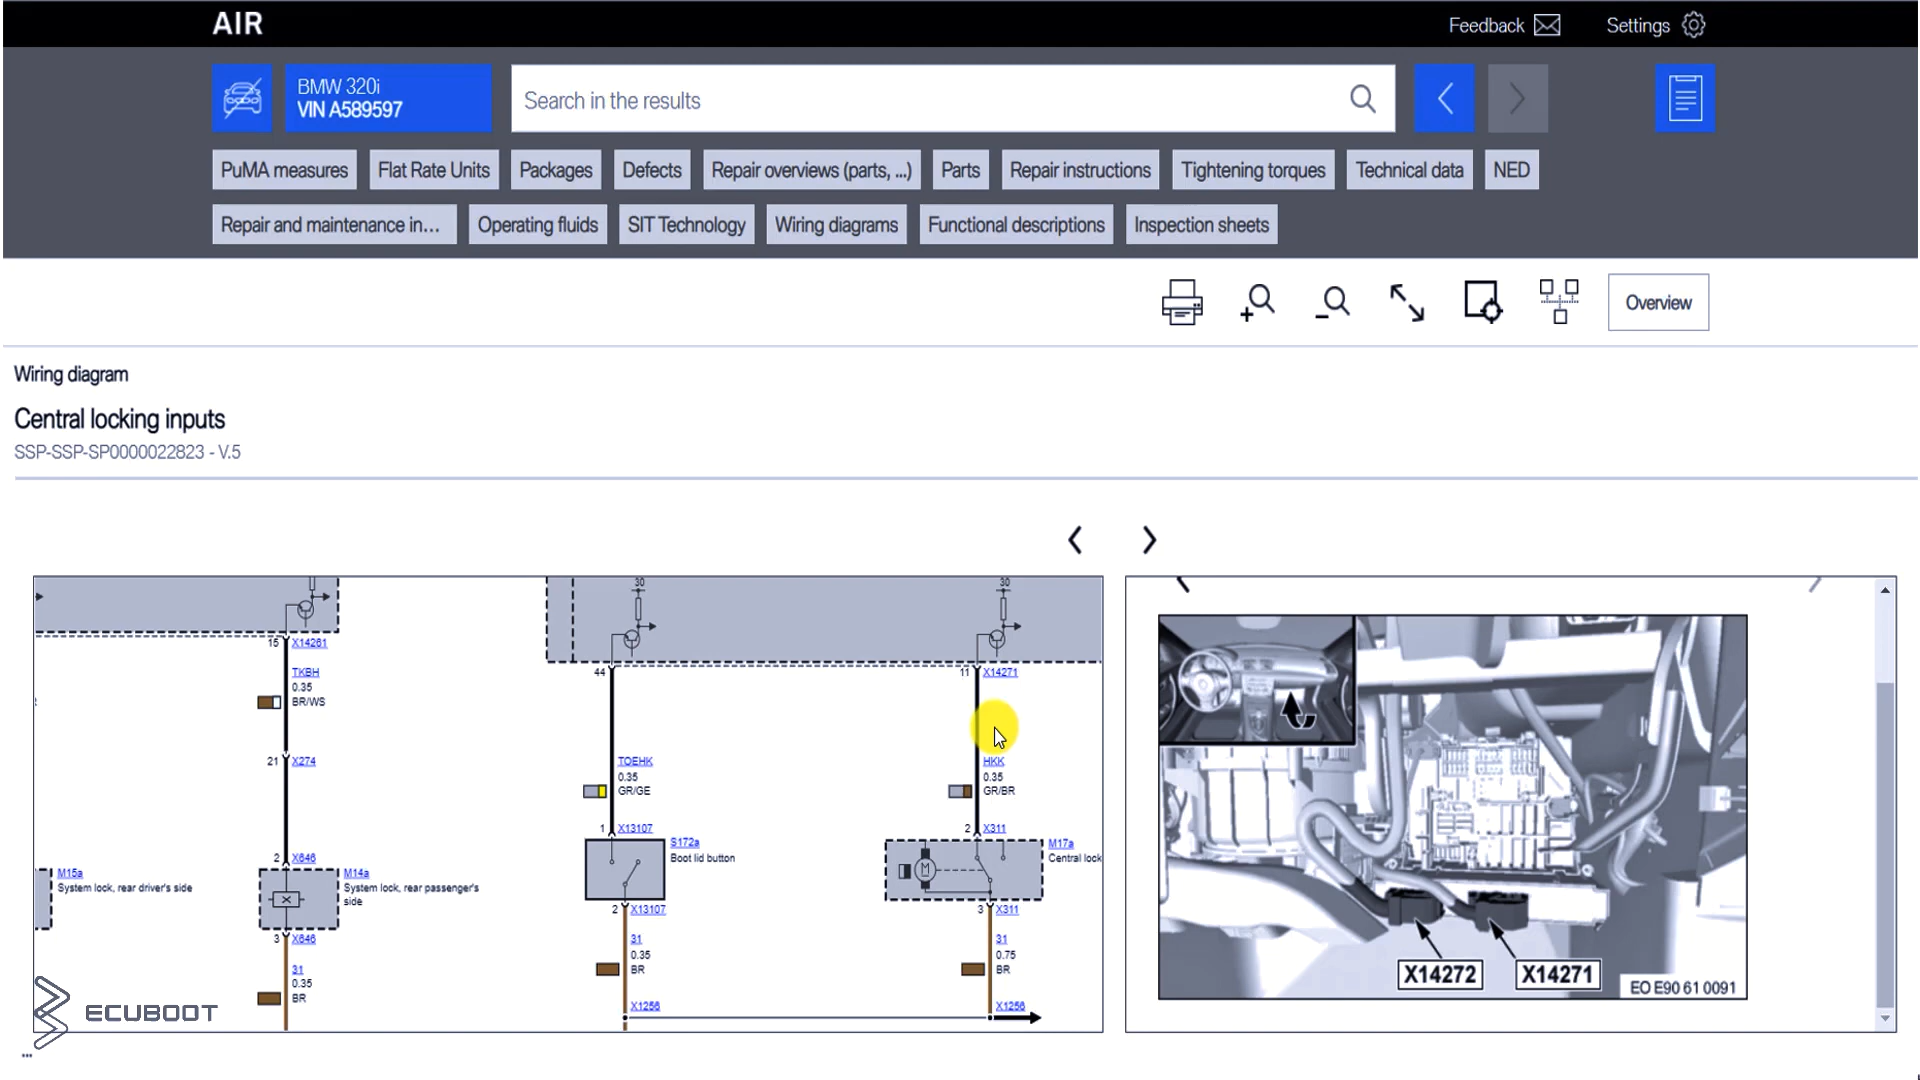 AIR
Feedback
Settings
BMW 320i
VIN A589597
Search in the results
PuMA measures
Flat Rate Units
Packages
Defects
Repair overviews (parts, ...)
Parts
Repair instructions
Tightening torques
Technical data
NED
Repair and maintenance in...
Operating fluids
SIT Technology
Wiring diagrams
Functional descriptions
Inspection sheets
Overview
Wiring diagram
Central locking inputs
SSP-SSP-SP0000022823 - V.5
15 X14261
TKBH
0.35
BR/WS
21 X274
2 X646
M15a
System lock, rear driver's side
M14a
System lock, rear passenger's
side
3 X646
31
0.35
BR
30
44
TOEHK
0.35
GR/GE
1 X13107
S172a
Boot lid button
2 X13107
31
0.35
BR
X1256
30
11 X14271
HKK
0.35
GR/BR
2 X311
M17a
Central lock
M
3 X311
31
0.75
BR
X1256
X14272
X14271
EO E90 61 0091
ECUBOOT
...